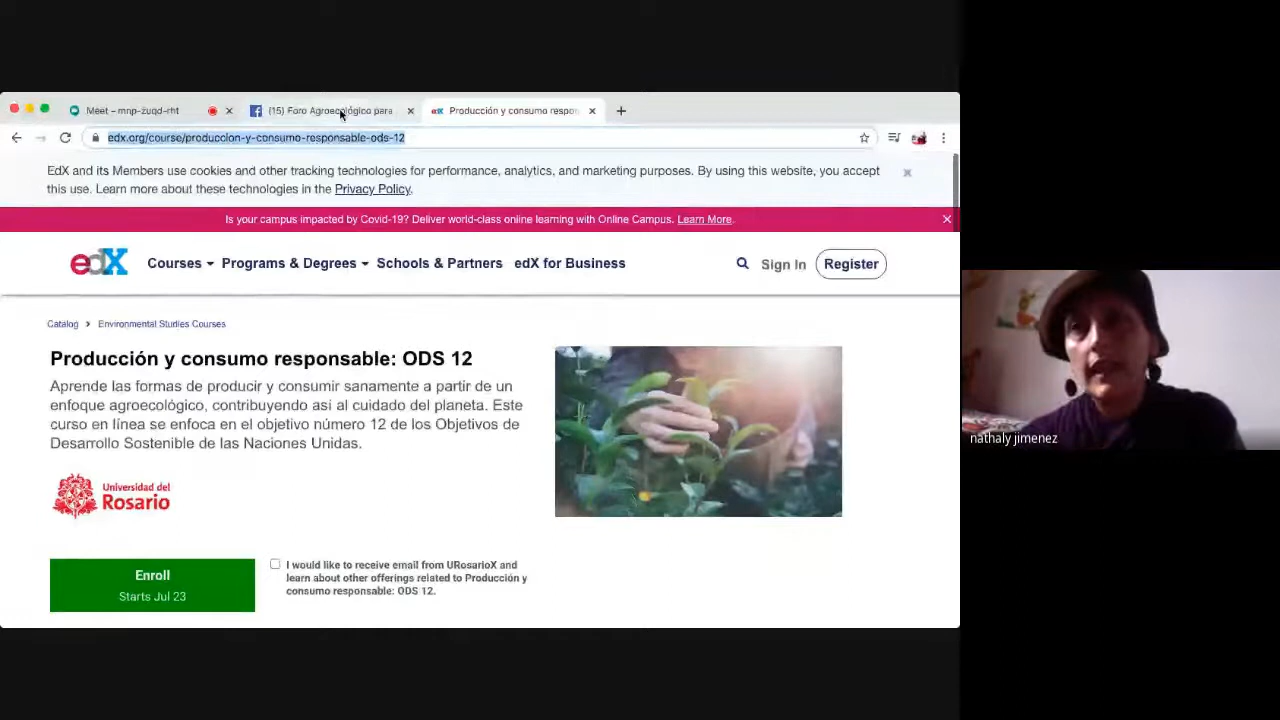 Meet – mnp-zuqd-rht
(15) Foro Agroecológico para
Producción y consumo respon
edx.org/course/produccion-y-consumo-responsable-ods-12
EdX and its Members use cookies and other tracking technologies for performance, analytics, and marketing purposes. By using this website, you accept
this use. Learn more about these technologies in the Privacy Policy.
Is your campus impacted by Covid-19? Deliver world-class online learning with Online Campus. Learn More.
edX
Courses
Programs & Degrees
Schools & Partners
edX for Business
Sign In
Register
Catalog > Environmental Studies Courses
Producción y consumo responsable: ODS 12
Aprende las formas de producir y consumir sanamente a partir de un
enfoque agroecológico, contribuyendo así al cuidado del planeta. Este
curso en línea se enfoca en el objetivo número 12 de los Objetivos de
Desarrollo Sostenible de las Naciones Unidas.
Universidad del
Rosario
Enroll
Starts Jul 23
I would like to receive email from URosarioX and
learn about other offerings related to Producción y
consumo responsable: ODS 12.
nathaly jimenez